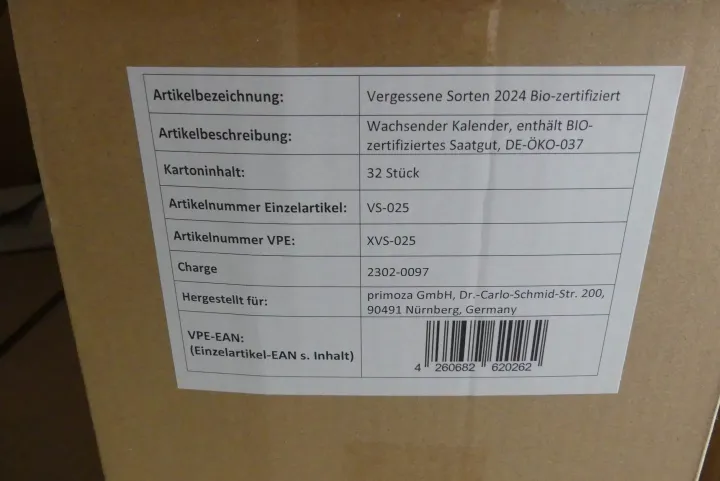 Artikelbezeichnung: Vergessene Sorten 2024 Bio-zertifiziert
Artikelbeschreibung: Wachsender Kalender, enthält BIO-
zertifiziertes Saatgut, DE-ÖKO-037
Kartoninhalt: 32 Stück
Artikelnummer Einzelartikel: VS-025
Artikelnummer VPE: XVS-025
Charge 2302-0097
Hergestellt für: primoza GmbH, Dr.-Carlo-Schmid-Str. 200,
90491 Nürnberg, Germany
VPE-EAN:
(Einzelartikel-EAN s. Inhalt)
4 260682 620262